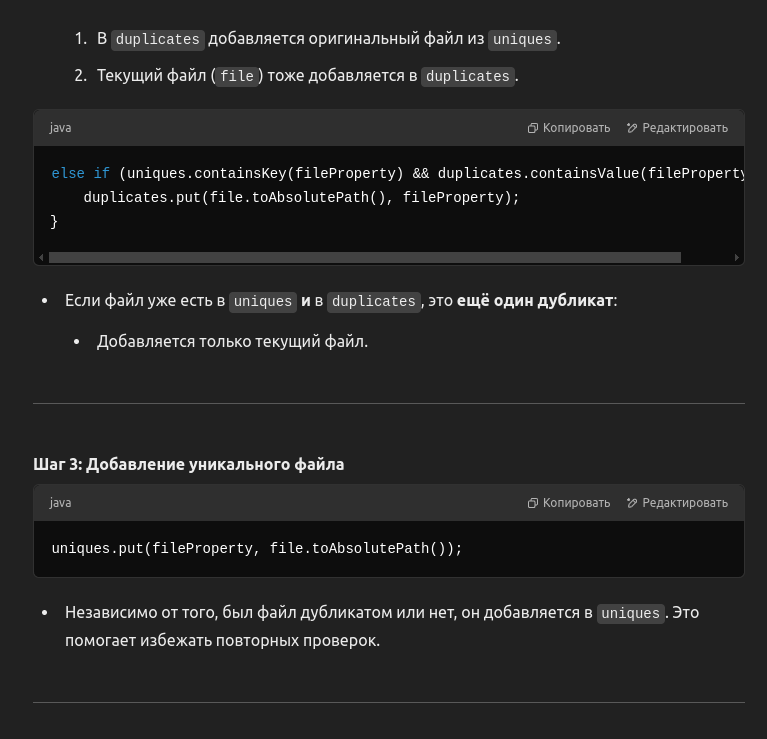 1. В duplicates добавляется оригинальный файл из uniques.
2. Текущий файл (file) тоже добавляется в duplicates.
java Копировать Редактировать
else if (uniques.containsKey(fileProperty) && duplicates.containsValue(fileProperty
    duplicates.put(file.toAbsolutePath(), fileProperty);
}
• Если файл уже есть в uniques и в duplicates, это ещё один дубликат:
• Добавляется только текущий файл.
Шаг 3: Добавление уникального файла
java Копировать Редактировать
uniques.put(fileProperty, file.toAbsolutePath());
• Независимо от того, был файл дубликатом или нет, он добавляется в uniques. Это
помогает избежать повторных проверок.